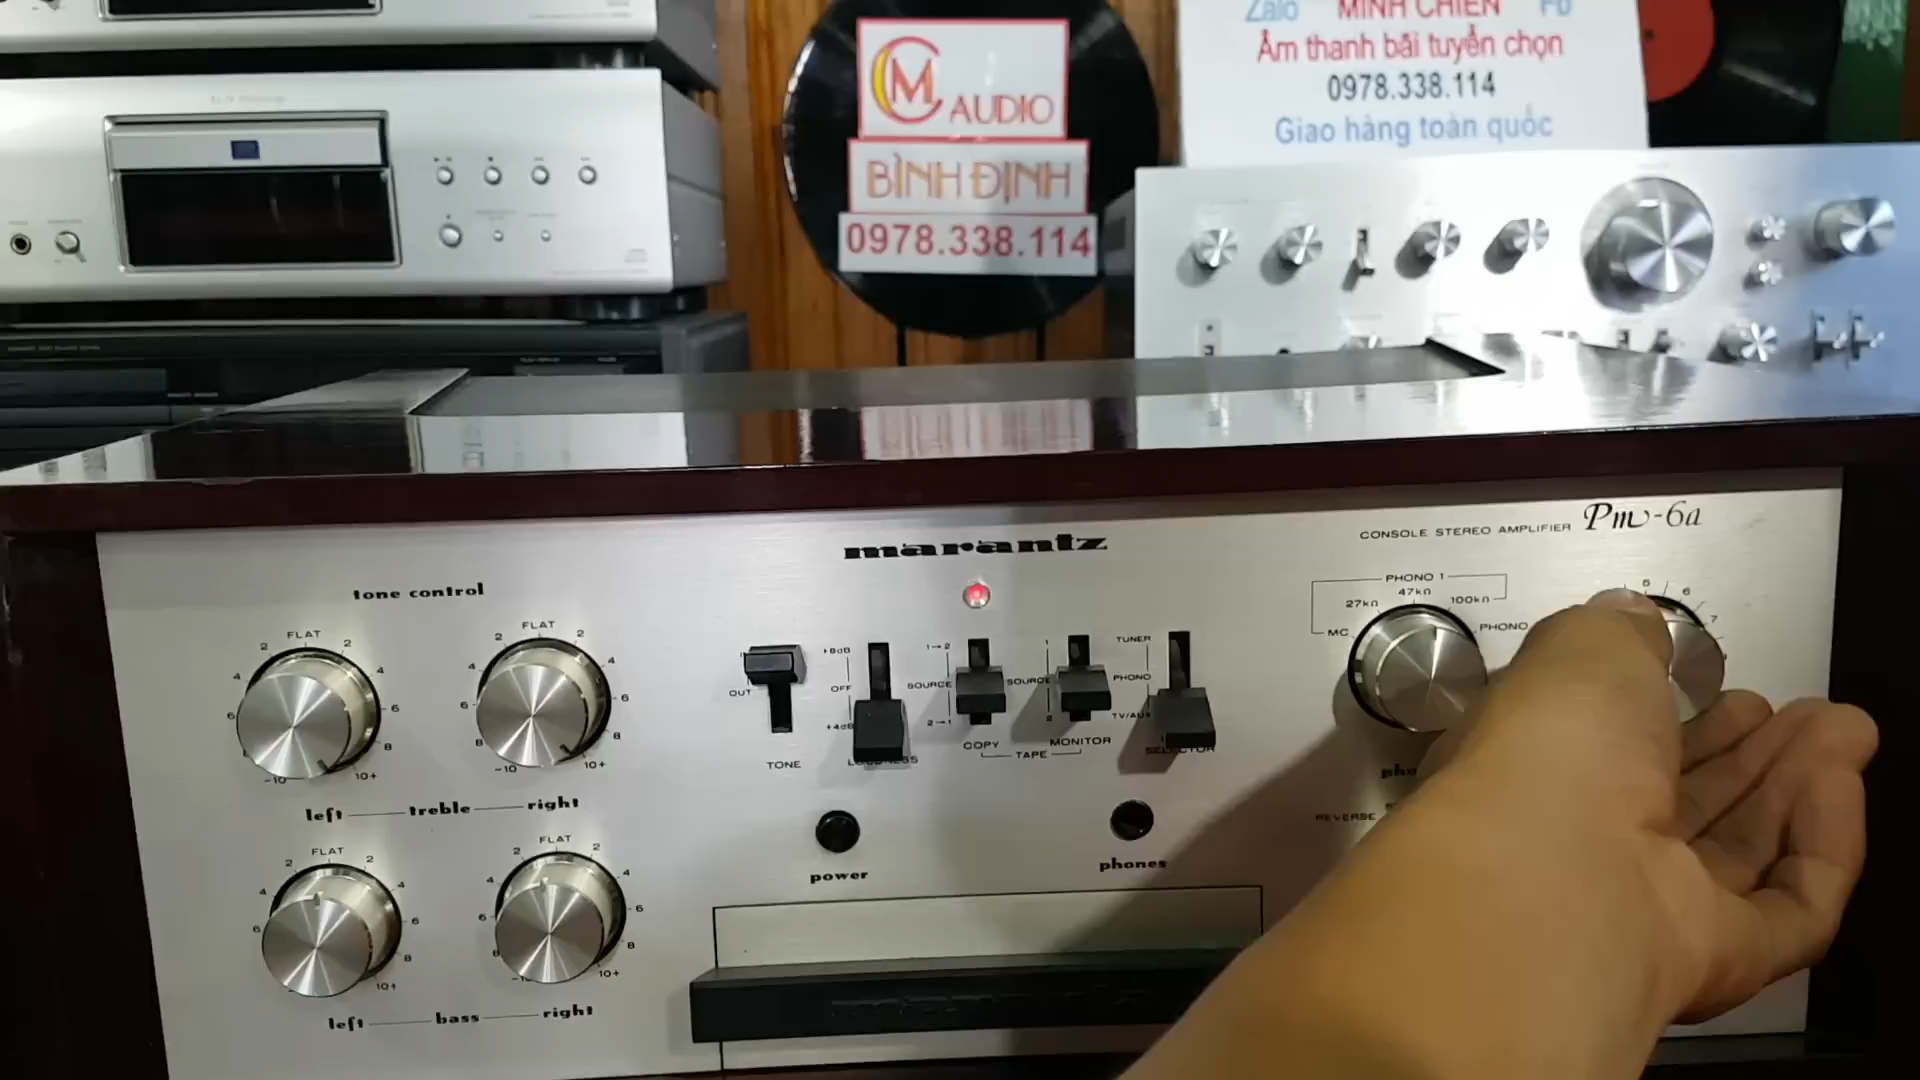 Zalo MINH CHIẾN Fb
Âm thanh bãi tuyển chọn
0978.338.114
Giao hàng toàn quốc
CM AUDIO
BÌNH ĐỊNH
0978.338.114
marantz
CONSOLE STEREO AMPLIFIER Pm-6a
tone control
FLAT
2 2
4 4
6 6
8
-10 10+
FLAT
2 2
4 4
6 6
8 8
-10 10+
left treble right
FLAT
2 2
4 4
6 6
8
10+
FLAT
2 2
4 4
6 6
8 8
10+
left bass right
OUT
TONE
+8dB
OFF
+4dB
LOUDNESS
1→2
SOURCE
2→1
COPY
1
SOURCE
2
MONITOR
TAPE
TUNER
PHONO
TV/AUX
SELECTOR
power
phones
PHONO 1
27kΩ 47kΩ 100kΩ
MC PHONO
5 6 7
REVERSE